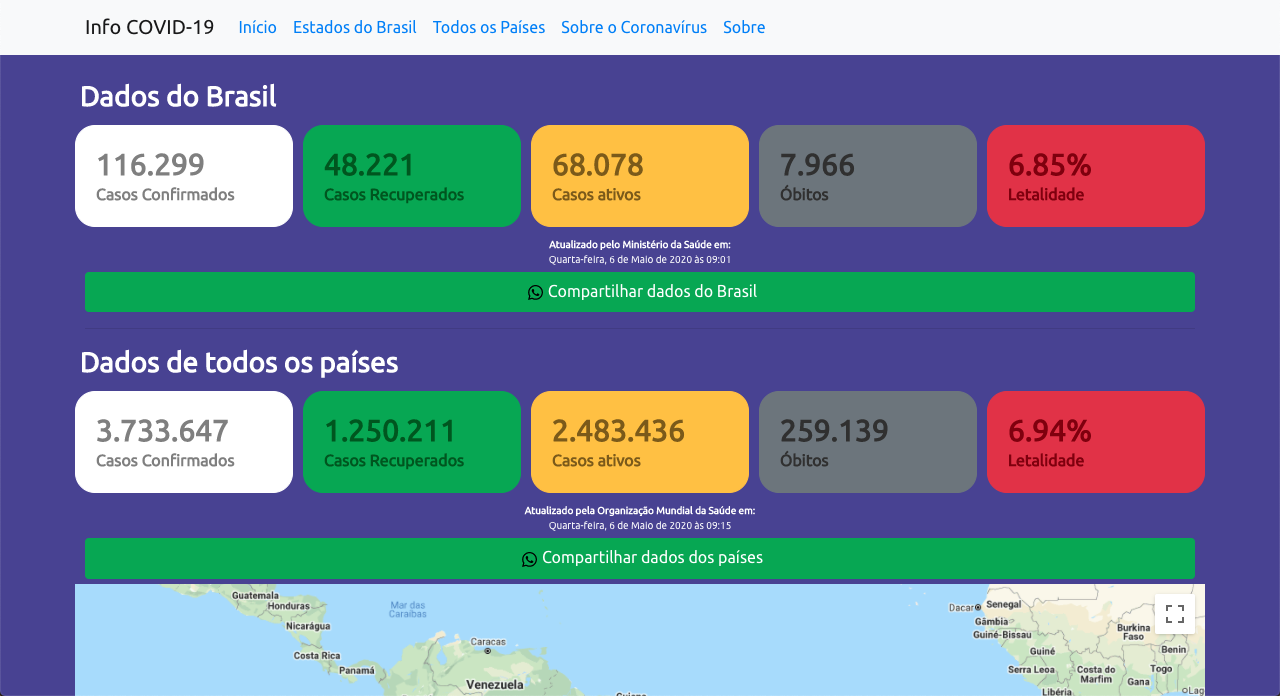 Info COVID-19 Início Estados do Brasil Todos os Países Sobre o Coronavírus Sobre
Dados do Brasil
116.299
Casos Confirmados
48.221
Casos Recuperados
68.078
Casos ativos
7.966
Óbitos
6.85%
Letalidade
Atualizado pelo Ministério da Saúde em:
Quarta-feira, 6 de Maio de 2020 às 09:01
Compartilhar dados do Brasil
Dados de todos os países
3.733.647
Casos Confirmados
1.250.211
Casos Recuperados
2.483.436
Casos ativos
259.139
Óbitos
6.94%
Letalidade
Atualizado pela Organização Mundial da Saúde em:
Quarta-feira, 6 de Maio de 2020 às 09:15
Compartilhar dados dos países
Guatemala
Honduras
Mar das
Caraíbas
Nicarágua
Costa Rica
Panamá
Caracas
Venezuela
Dacar
Senegal
Gâmbia
Guiné-Bissau
Guiné
Serra Leoa
Libéria
Costa do
Marfim
Burkina
Faso
Gana
Togo
Benin